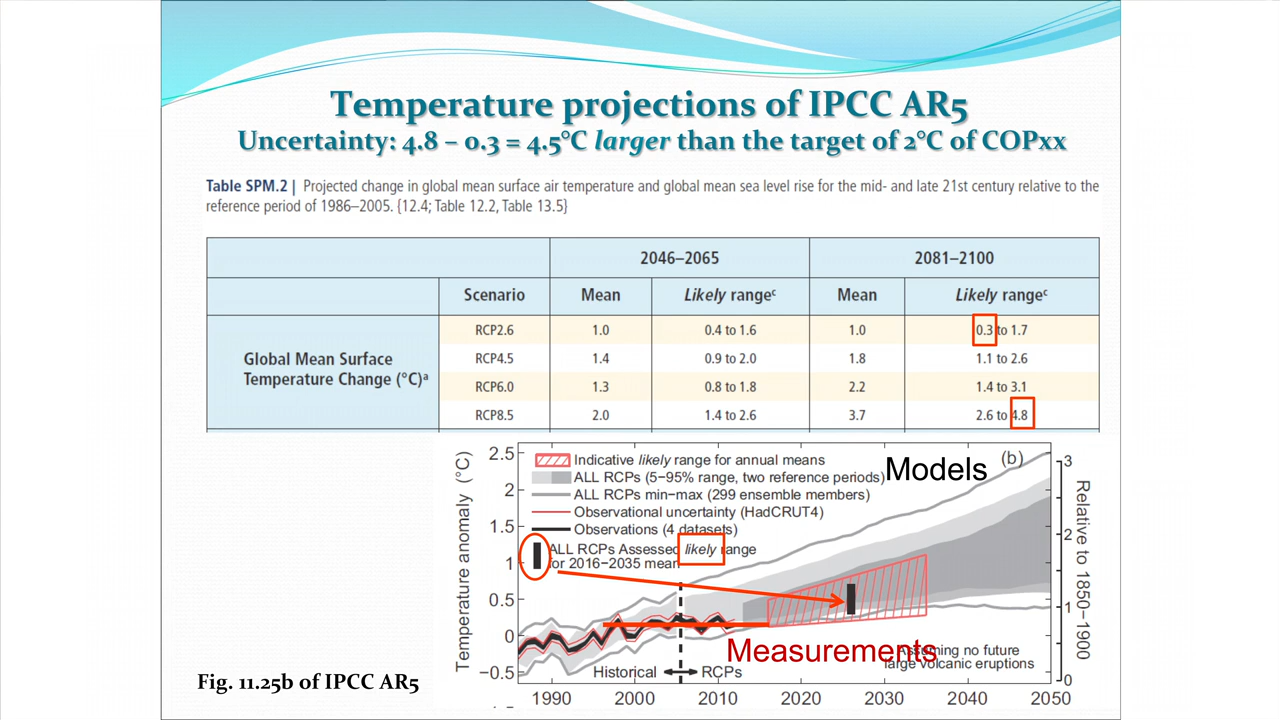 Temperature projections of IPCC AR5
Uncertainty: 4.8 – 0.3 = 4.5°C larger than the target of 2°C of COPxx
Table SPM.2 | Projected change in global mean surface air temperature and global mean sea level rise for the mid- and late 21st century relative to the
reference period of 1986–2005. {12.4; Table 12.2, Table 13.5}
2046–2065 2081–2100
Scenario Mean Likely rangeᶜ Mean Likely rangeᶜ
Global Mean Surface
Temperature Change (°C)ᵃ
RCP2.6 1.0 0.4 to 1.6 1.0 0.3 to 1.7
RCP4.5 1.4 0.9 to 2.0 1.8 1.1 to 2.6
RCP6.0 1.3 0.8 to 1.8 2.2 1.4 to 3.1
RCP8.5 2.0 1.4 to 2.6 3.7 2.6 to 4.8
Temperature anomaly (°C)
2.5
2
1.5
1
0.5
0
−0.5
Indicative likely range for annual means
ALL RCPs (5−95% range, two reference periods)
ALL RCPs min−max (299 ensemble members)
Observational uncertainty (HadCRUT4)
Observations (4 datasets)
ALL RCPs Assessed likely range
for 2016−2035 mean
Models
(b)
3
2
1
0
Relative to 1850−1900
Measurements
Assuming no future
large volcanic eruptions
Historical RCPs
1990 2000 2010 2020 2030 2040 2050
Fig. 11.25b of IPCC AR5